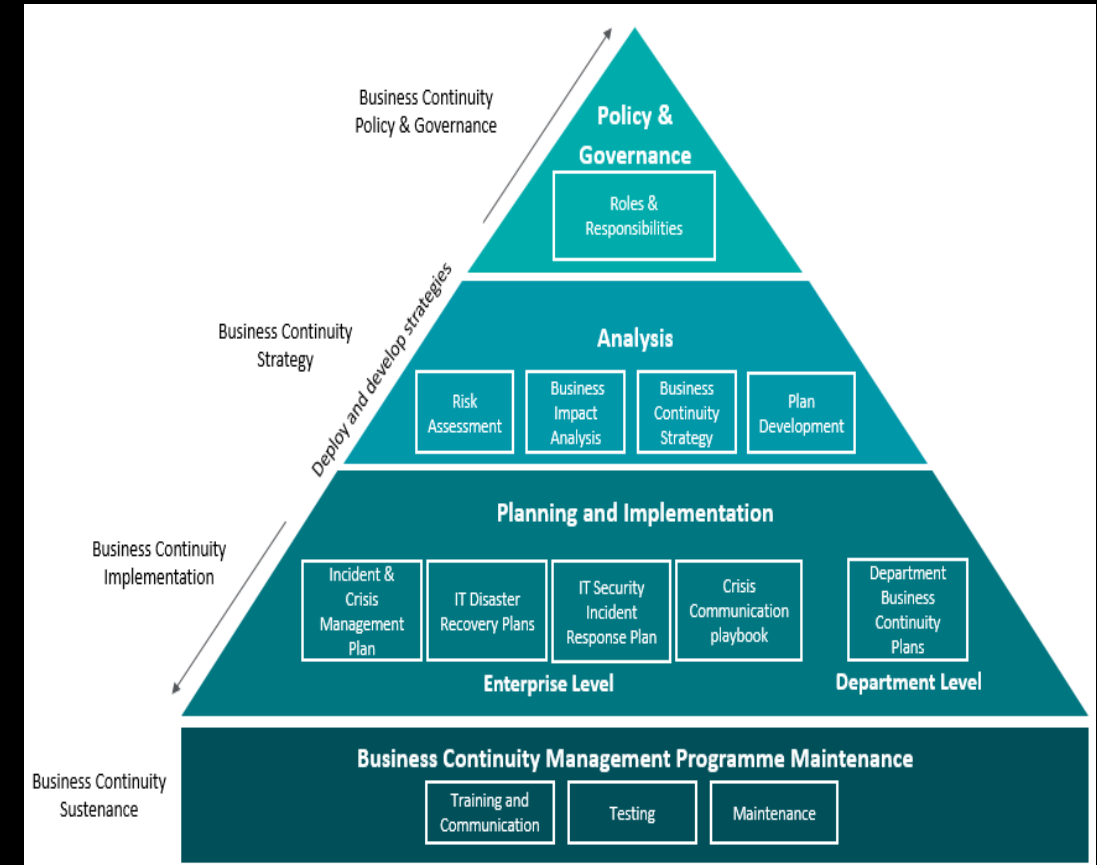 Business Continuity
Policy & Governance
Policy &
Governance
Roles &
Responsibilities
Deploy and develop strategies
Business Continuity
Strategy
Analysis
Risk
Assessment
Business
Impact
Analysis
Business
Continuity
Strategy
Plan
Development
Business Continuity
Implementation
Planning and Implementation
Incident &
Crisis
Management
Plan
IT Disaster
Recovery Plans
IT Security
Incident
Response Plan
Crisis
Communication
playbook
Department
Business
Continuity
Plans
Enterprise Level
Department Level
Business Continuity
Sustenance
Business Continuity Management Programme Maintenance
Training and
Communication
Testing
Maintenance